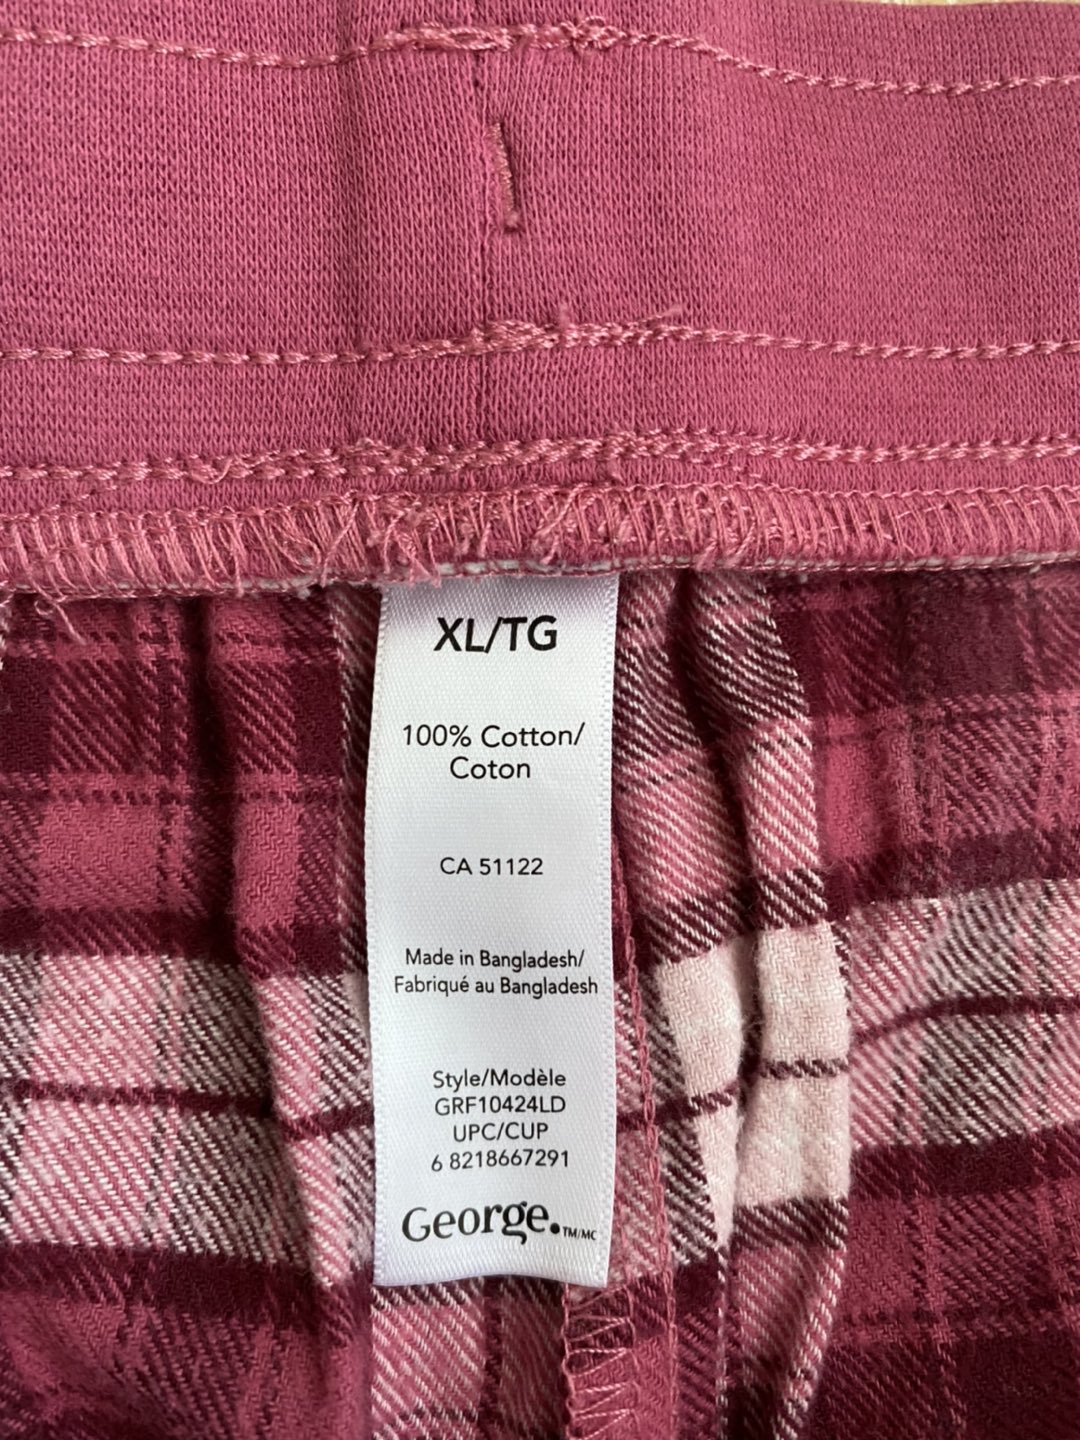 XL/TG
100% Cotton/
Coton
CA 51122
Made in Bangladesh/
Fabriqué au Bangladesh
Style/Modèle
GRF10424LD
UPC/CUP
6 8218667291
George.TM/MC